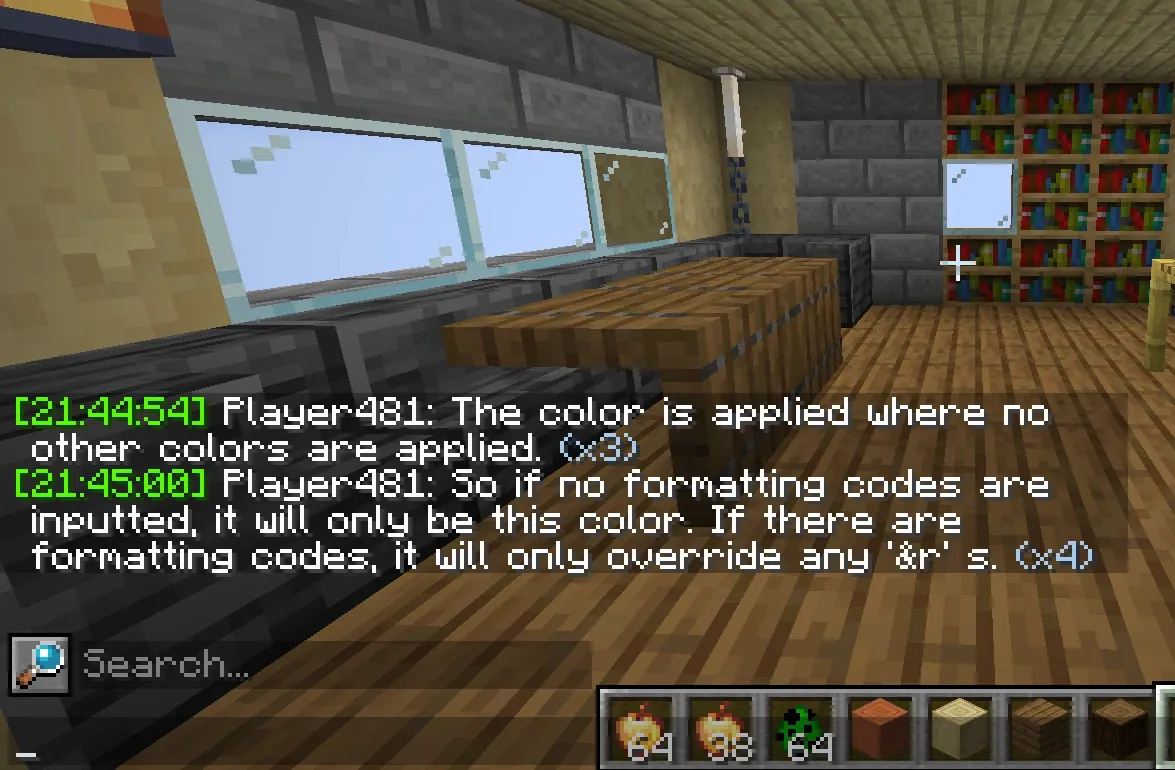 [21:44:54] Player481: The color is applied where no
other colors are applied. (x3)
[21:45:00] Player481: So if no formatting codes are
inputted, it will only be this color. If there are
formatting codes, it will only override any '&r' s. (x4)
Search...
64 38 64